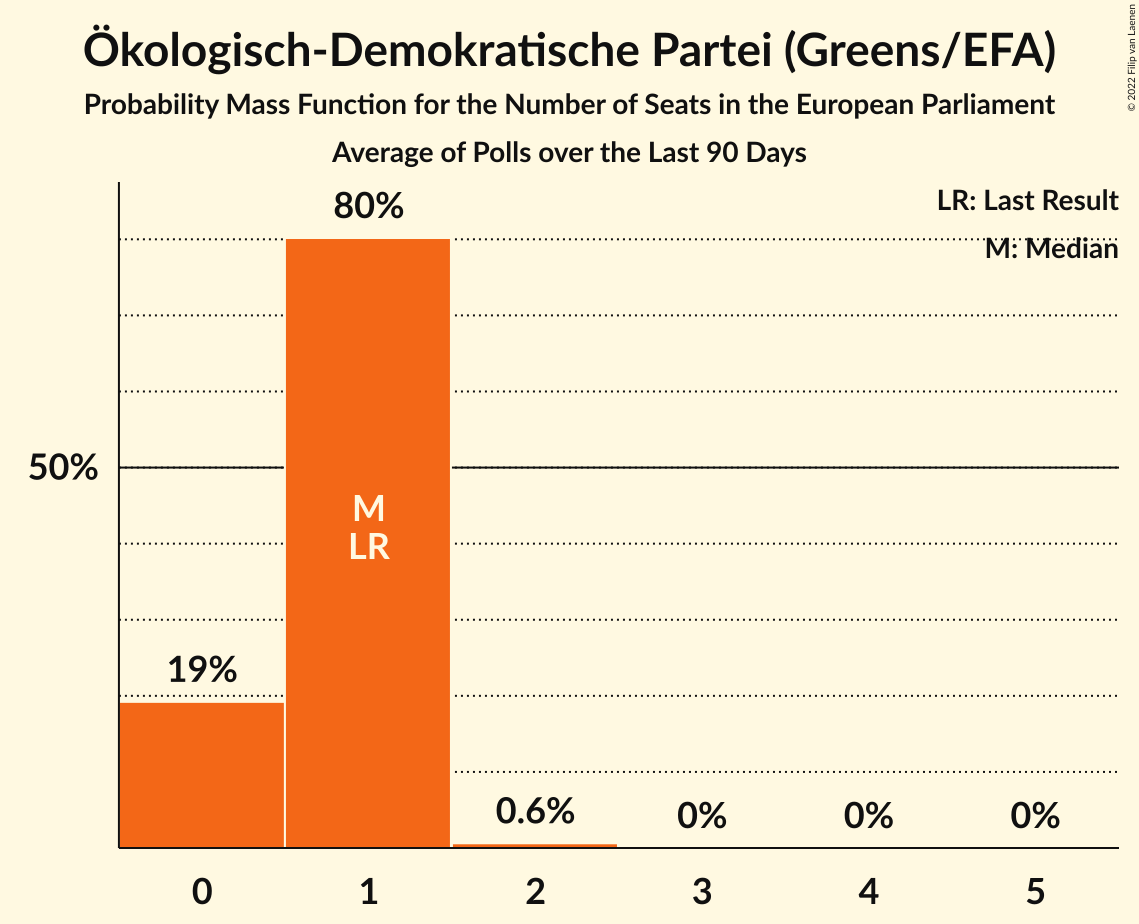 Ökologisch-Demokratische Partei (Greens/EFA)
Probability Mass Function for the Number of Seats in the European Parliament
Average of Polls over the Last 90 Days
© 2022 Filip van Laenen
LR: Last Result
M: Median
80%
50%
M
LR
19%
0.6%
0%
0%
0%
0
1
2
3
4
5